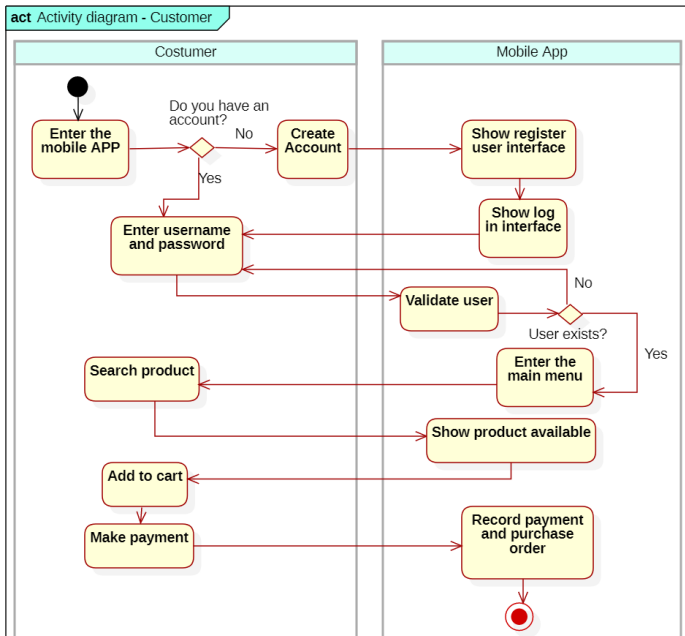 act Activity diagram - Customer
Costumer
Mobile App
Do you have an
account?
Enter the
mobile APP
No
Create
Account
Show register
user interface
Yes
Enter username
and password
Show log
in interface
No
Validate user
User exists?
Yes
Enter the
main menu
Search product
Show product available
Add to cart
Make payment
Record payment
and purchase
order